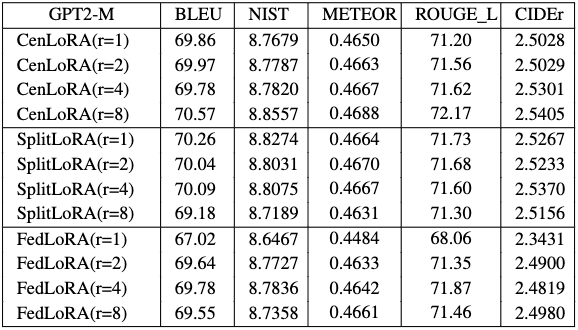 GPT2-M BLEU NIST METEOR ROUGE_L CIDEr
CenLoRA(r=1) 69.86 8.7679 0.4650 71.20 2.5028
CenLoRA(r=2) 69.97 8.7787 0.4663 71.56 2.5029
CenLoRA(r=4) 69.78 8.7820 0.4667 71.62 2.5301
CenLoRA(r=8) 70.57 8.8557 0.4688 72.17 2.5405
SplitLoRA(r=1) 70.26 8.8274 0.4664 71.73 2.5267
SplitLoRA(r=2) 70.04 8.8031 0.4670 71.68 2.5233
SplitLoRA(r=4) 70.09 8.8075 0.4667 71.60 2.5370
SplitLoRA(r=8) 69.18 8.7189 0.4631 71.30 2.5156
FedLoRA(r=1) 67.02 8.6467 0.4484 68.06 2.3431
FedLoRA(r=2) 69.64 8.7727 0.4633 71.35 2.4900
FedLoRA(r=4) 69.78 8.7836 0.4642 71.87 2.4819
FedLoRA(r=8) 69.55 8.7358 0.4661 71.46 2.4980